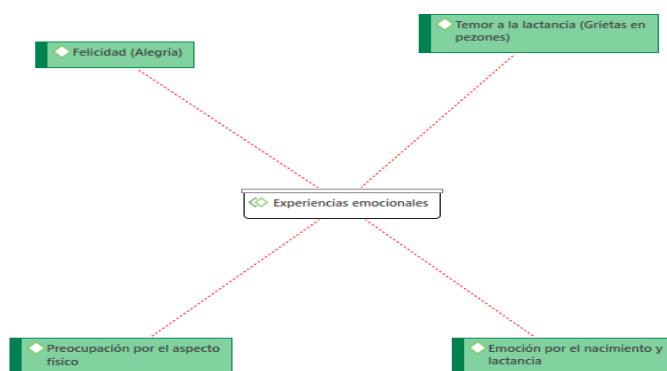 Felicidad (Alegría)
Temor a la lactancia (Grietas en
pezones)
Experiencias emocionales
Preocupación por el aspecto
físico
Emoción por el nacimiento y
lactancia